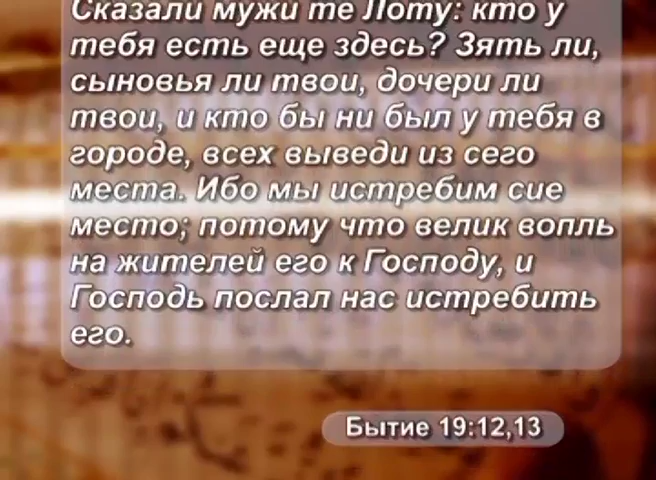 Сказали мужи те Лоту: кто у
тебя есть еще здесь? Зять ли,
сыновья ли твои, дочери ли
твои, и кто бы ни был у тебя в
городе, всех выведи из сего
места. Ибо мы истребим сие
место; потому что велик вопль
на жителей его к Господу, и
Господь послал нас истребить
его.
Бытие 19:12,13